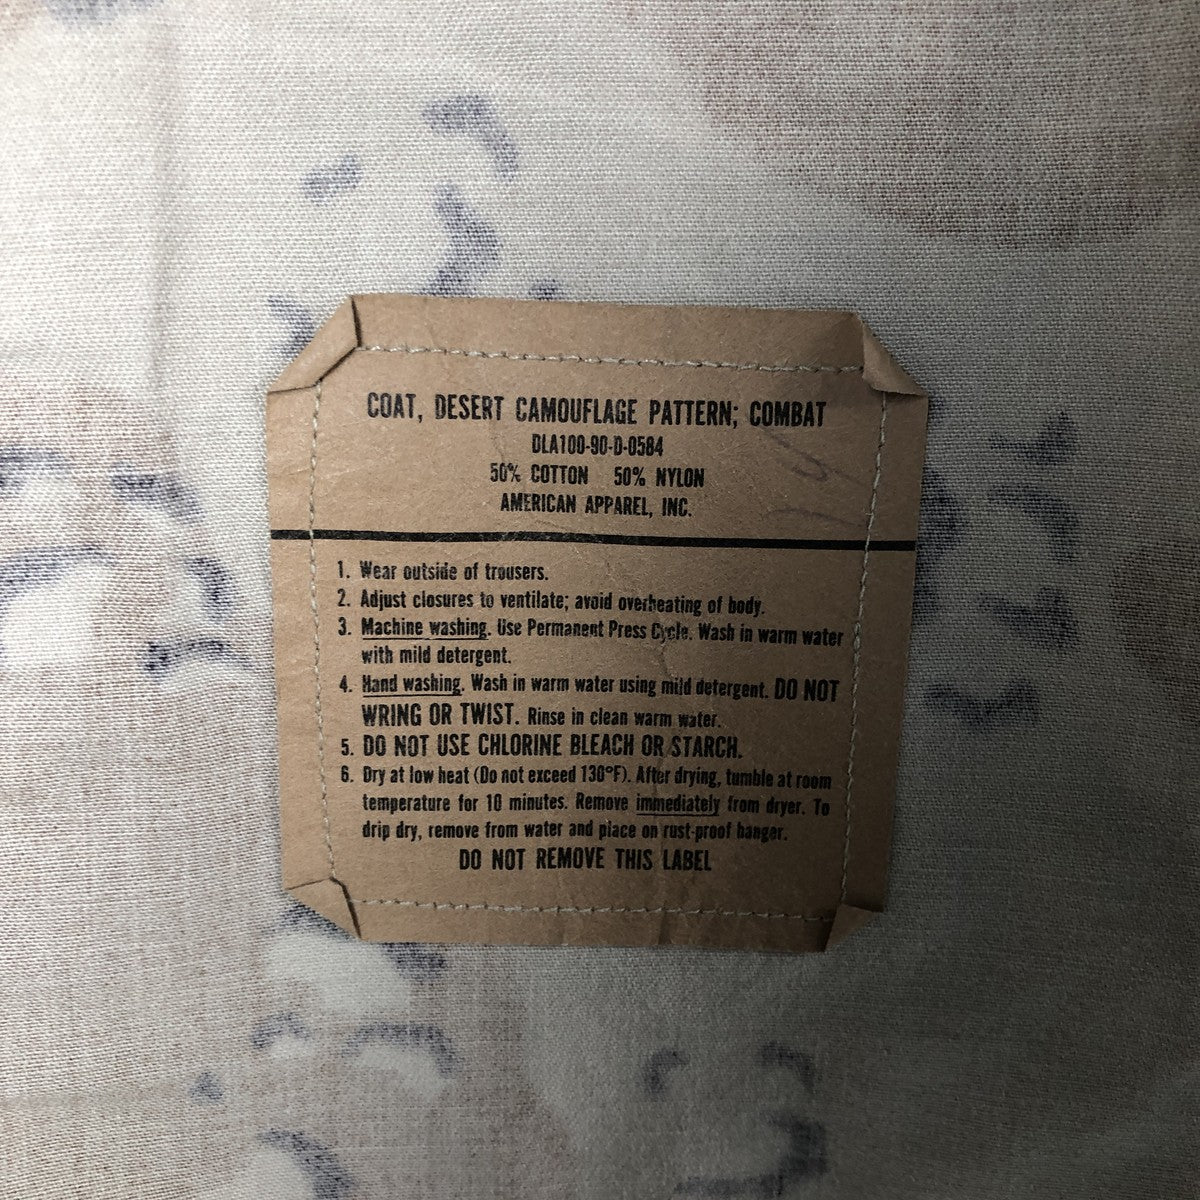 COAT, DESERT CAMOUFLAGE PATTERN; COMBAT
DLA100-90-D-0584
50% COTTON 50% NYLON
AMERICAN APPAREL, INC.
1. Wear outside of trousers.
2. Adjust closures to ventilate; avoid overheating of body.
3. Machine washing. Use Permanent Press Cycle. Wash in warm water
with mild detergent.
4. Hand washing. Wash in warm water using mild detergent. DO NOT
WRING OR TWIST. Rinse in clean warm water.
5. DO NOT USE CHLORINE BLEACH OR STARCH.
6. Dry at low heat (Do not exceed 130°F). After drying, tumble at room
temperature for 10 minutes. Remove immediately from dryer. To
drip dry, remove from water and place on rust-proof hanger.
DO NOT REMOVE THIS LABEL